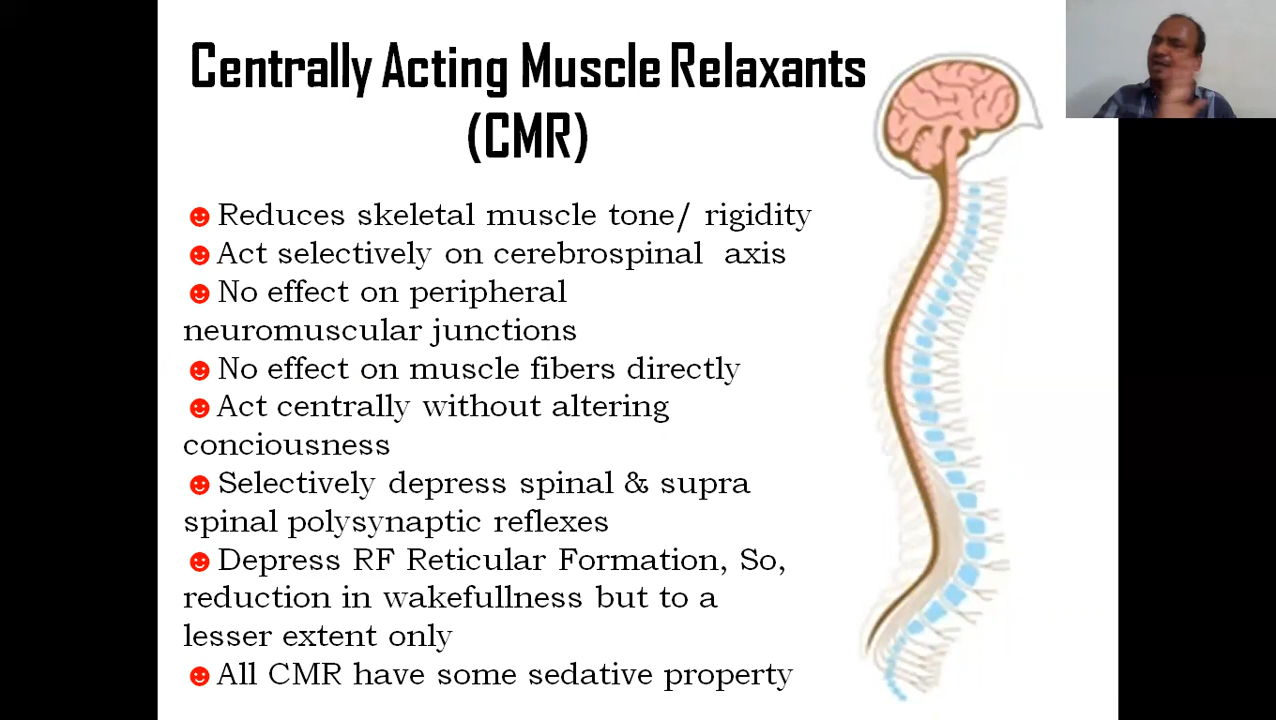 Centrally Acting Muscle Relaxants
(CMR)
Reduces skeletal muscle tone/ rigidity
Act selectively on cerebrospinal axis
No effect on peripheral
neuromuscular junctions
No effect on muscle fibers directly
Act centrally without altering
conciousness
Selectively depress spinal & supra
spinal polysynaptic reflexes
Depress RF Reticular Formation, So,
reduction in wakefullness but to a
lesser extent only
All CMR have some sedative property